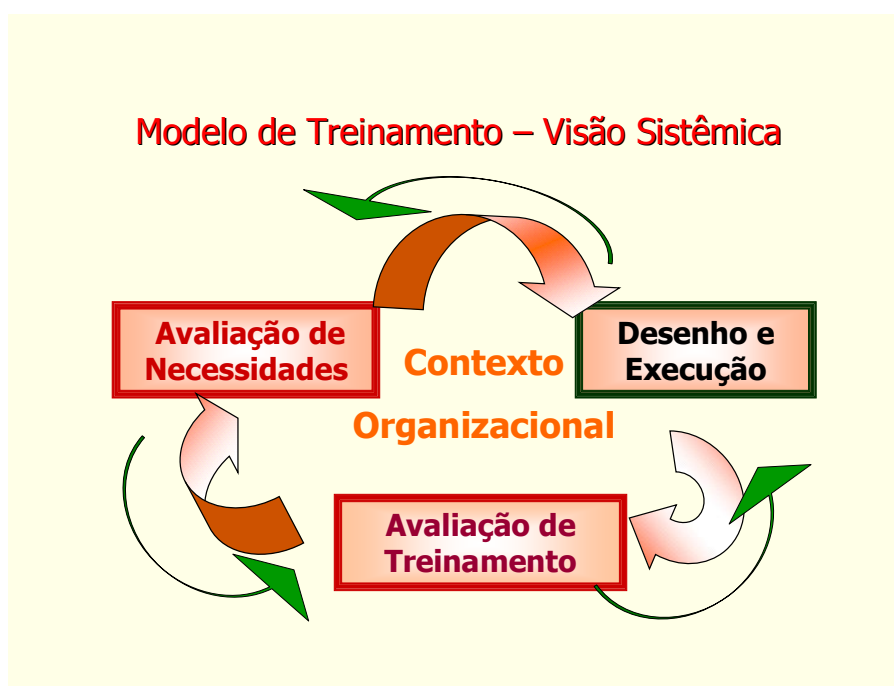 Modelo de Treinamento – Visão Sistêmica
Avaliação de
Necessidades
Desenho e
Execução
Contexto
Organizacional
Avaliação de
Treinamento